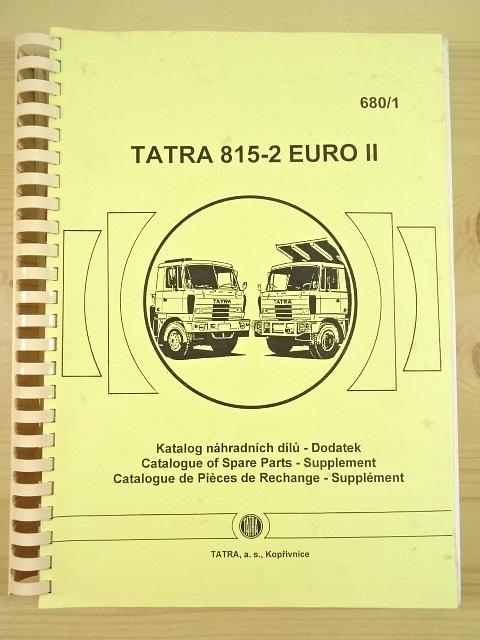 680/1
TATRA 815-2 EURO II
TATRA TATRA
Katalog náhradních dílů - Dodatek
Catalogue of Spare Parts - Supplement
Catalogue de Pièces de Rechange - Supplément
TATRA
TATRA, a. s., Kopřivnice